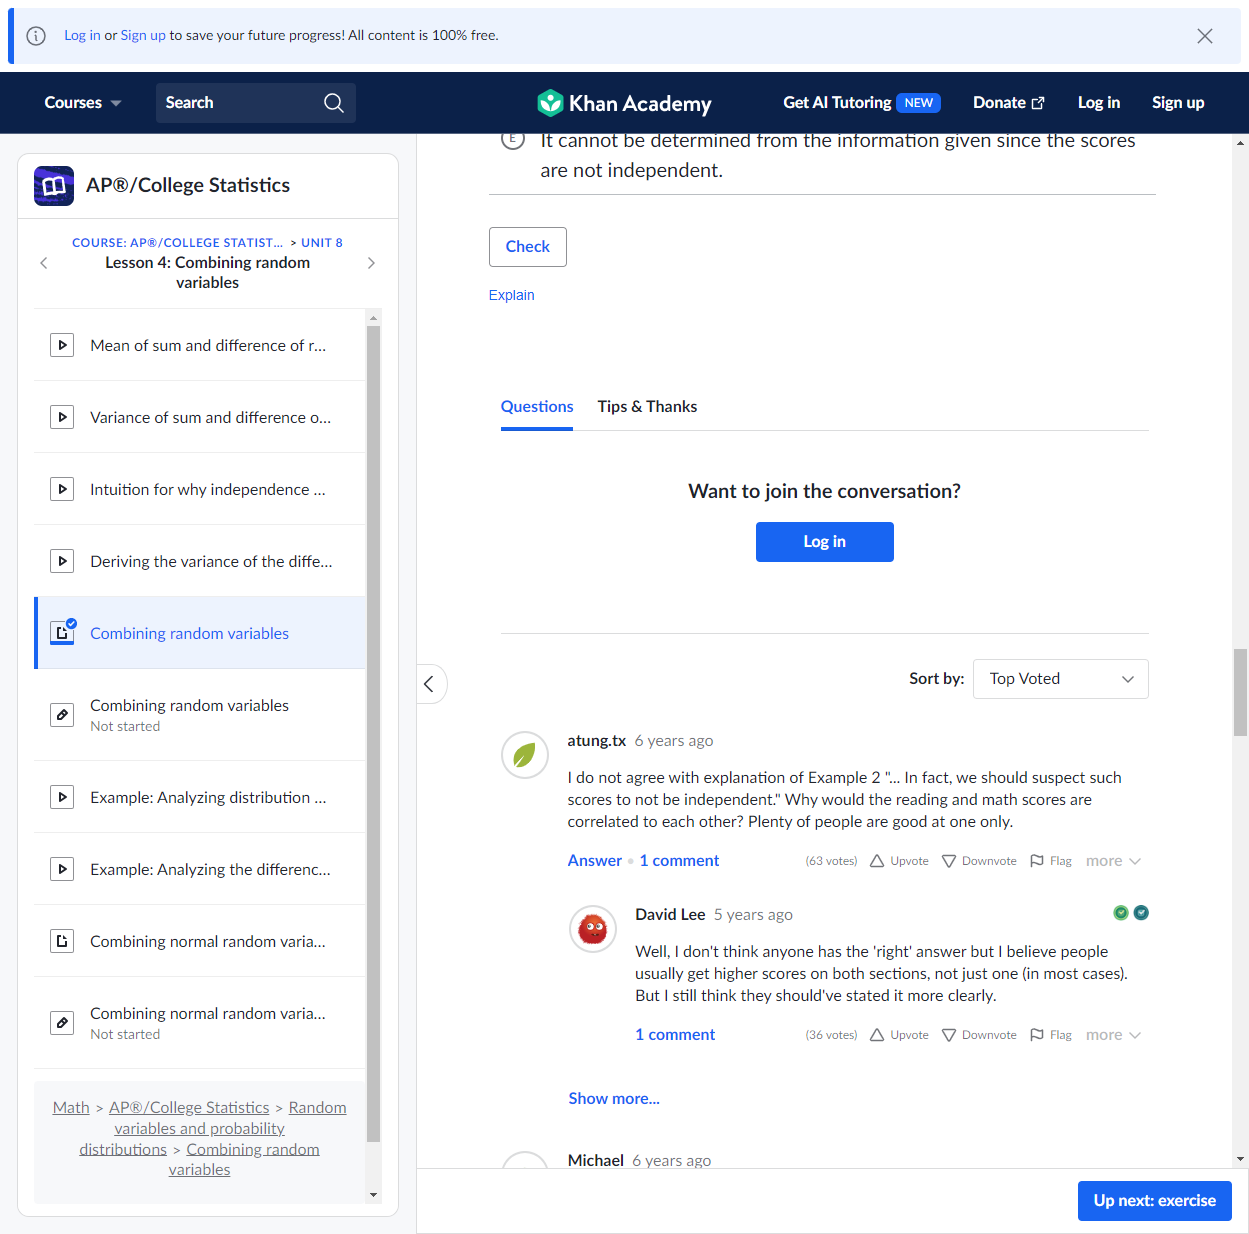 Log in or Sign up to save your future progress! All content is 100% free.
Courses
Search
Khan Academy
Get AI Tutoring NEW
Donate
Log in
Sign up
AP®/College Statistics
COURSE: AP®/COLLEGE STATIST... > UNIT 8
Lesson 4: Combining random
variables
Mean of sum and difference of r...
Variance of sum and difference o...
Intuition for why independence ...
Deriving the variance of the diffe...
Combining random variables
Combining random variables
Not started
Example: Analyzing distribution ...
Example: Analyzing the differenc...
Combining normal random varia...
Combining normal random varia...
Not started
Math > AP®/College Statistics > Random
variables and probability
distributions > Combining random
variables
E It cannot be determined from the information given since the scores
are not independent.
Check
Explain
Questions
Tips & Thanks
Want to join the conversation?
Log in
Sort by: Top Voted
atung.tx 6 years ago
I do not agree with explanation of Example 2 "... In fact, we should suspect such
scores to not be independent." Why would the reading and math scores are
correlated to each other? Plenty of people are good at one only.
Answer • 1 comment (63 votes) Upvote Downvote Flag more
David Lee 5 years ago
Well, I don't think anyone has the 'right' answer but I believe people
usually get higher scores on both sections, not just one (in most cases).
But I still think they should've stated it more clearly.
1 comment (36 votes) Upvote Downvote Flag more
Show more...
Michael 6 years ago
Up next: exercise